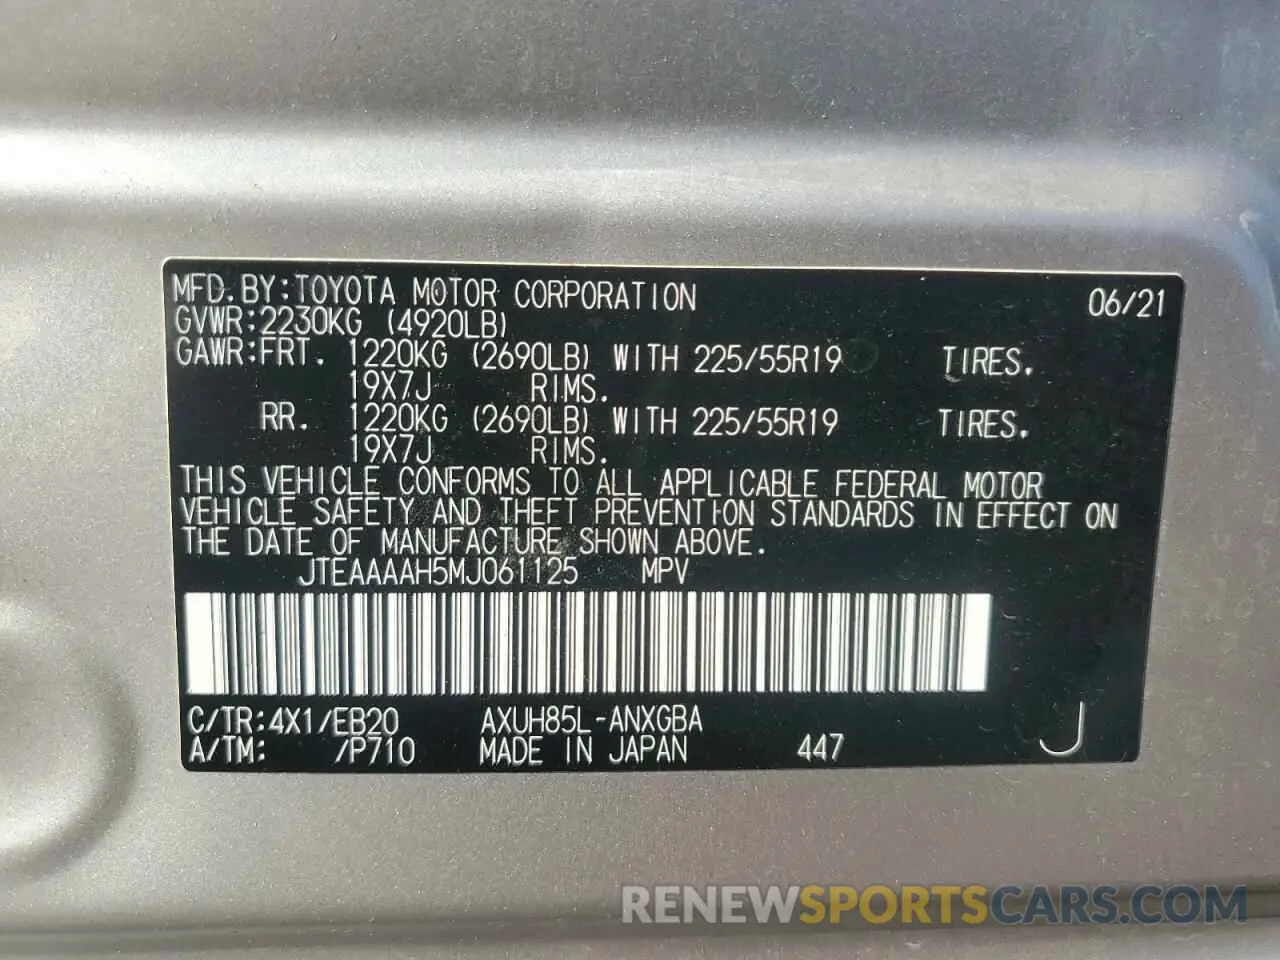 MFD.BY:TOYOTA MOTOR CORPORATION 06/21
GVWR:2230KG (4920LB)
GAWR:FRT. 1220KG (2690LB) WITH 225/55R19 TIRES.
19X7J RIMS.
RR. 1220KG (2690LB) WITH 225/55R19 TIRES.
19X7J RIMS.
THIS VEHICLE CONFORMS TO ALL APPLICABLE FEDERAL MOTOR
VEHICLE SAFETY AND THEFT PREVENTION STANDARDS IN EFFECT ON
THE DATE OF MANUFACTURE SHOWN ABOVE.
JTEAAAAH5MJ061125 MPV
C/TR:4X1/EB20 AXUH85L-ANXGBA J
A/TM: /P710 MADE IN JAPAN 447
RENEWSPORTSCARS.COM